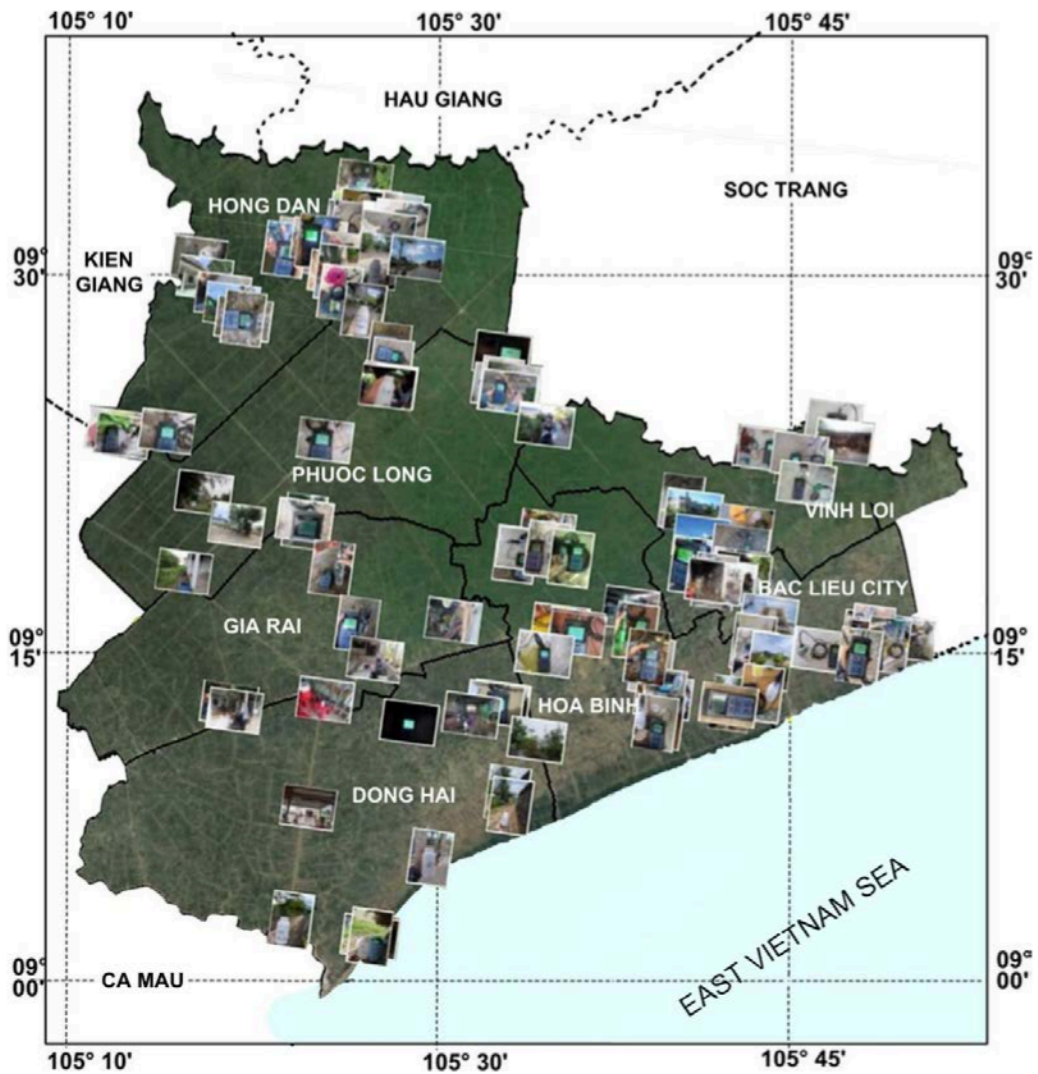 105° 10'
105° 30'
105° 45'
HAU GIANG
SOC TRANG
HONG DAN
KIEN
GIANG
09°
30'
09°
30'
PHUOC LONG
VINH LOI
BAC LIEU CITY
GIA RAI
09°
15'
09°
15'
HOA BINH
DONG HAI
EAST VIETNAM SEA
CA MAU
09°
00'
09°
00'
105° 10'
105° 30'
105° 45'